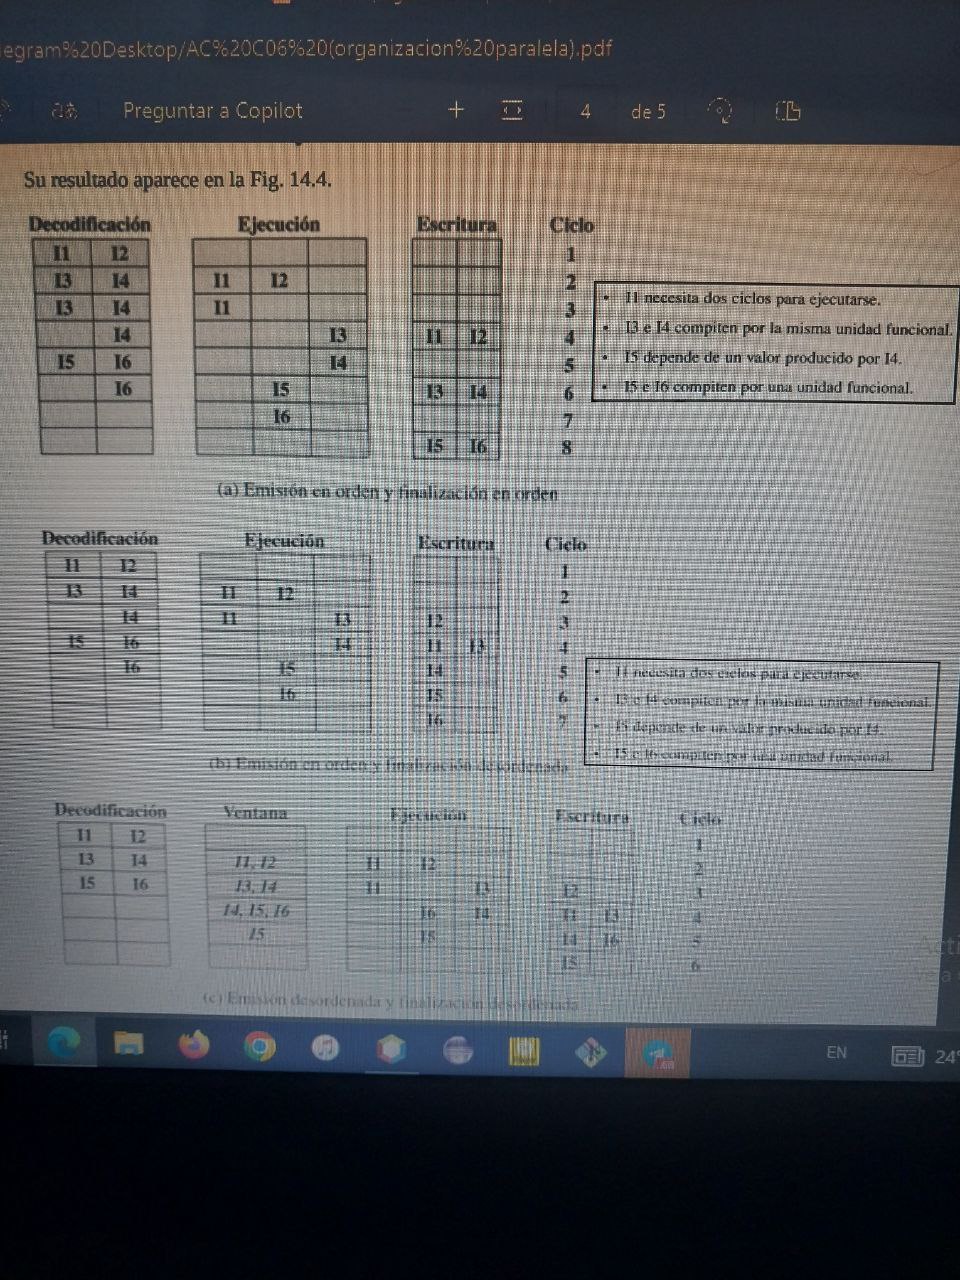 legram%20Desktop/AC%20C06%20(organizacion%20paralela).pdf
Preguntar a Copilot
+
4 de 5
Su resultado aparece en la Fig. 14.4.
Decodificación Ejecución Escritura Ciclo
I1 I2 1
I3 I4 I1 I2 2
I3 I4 I1 3
I4 I3 I1 I2 4
I5 I6 I4 5
I6 I5 I3 I4 6
I6 7
I5 I6 8
• I1 necesita dos ciclos para ejecutarse.
• I3 e I4 compiten por la misma unidad funcional.
• I5 depende de un valor producido por I4.
• I5 e I6 compiten por una unidad funcional.
(a) Emisión en orden y finalización en orden
Decodificación Ejecución Escritura Ciclo
I1 I2 1
I3 I4 I1 I2 2
I4 I1 I3 I2 3
I5 I6 I4 I1 I3 4
I6 I5 I4 5
I6 I5 6
I6 7
• I1 necesita dos ciclos para ejecutarse.
• I3 e I4 compiten por la misma unidad funcional.
• I5 depende de un valor producido por I4.
• I5 e I6 compiten por una unidad funcional.
(b) Emisión en orden y finalización desordenada
Decodificación Ventana Ejecución Escritura Ciclo
I1 I2 1
I3 I4 I1, I2 I1 I2 2
I5 I6 I3, I4 I1 I3 I2 3
I4, I5, I6 I6 I4 I1 I3 4
I5 I5 I4 I6 5
I5 6
(c) Emisión desordenada y finalización desordenada
Acti
EN
24°